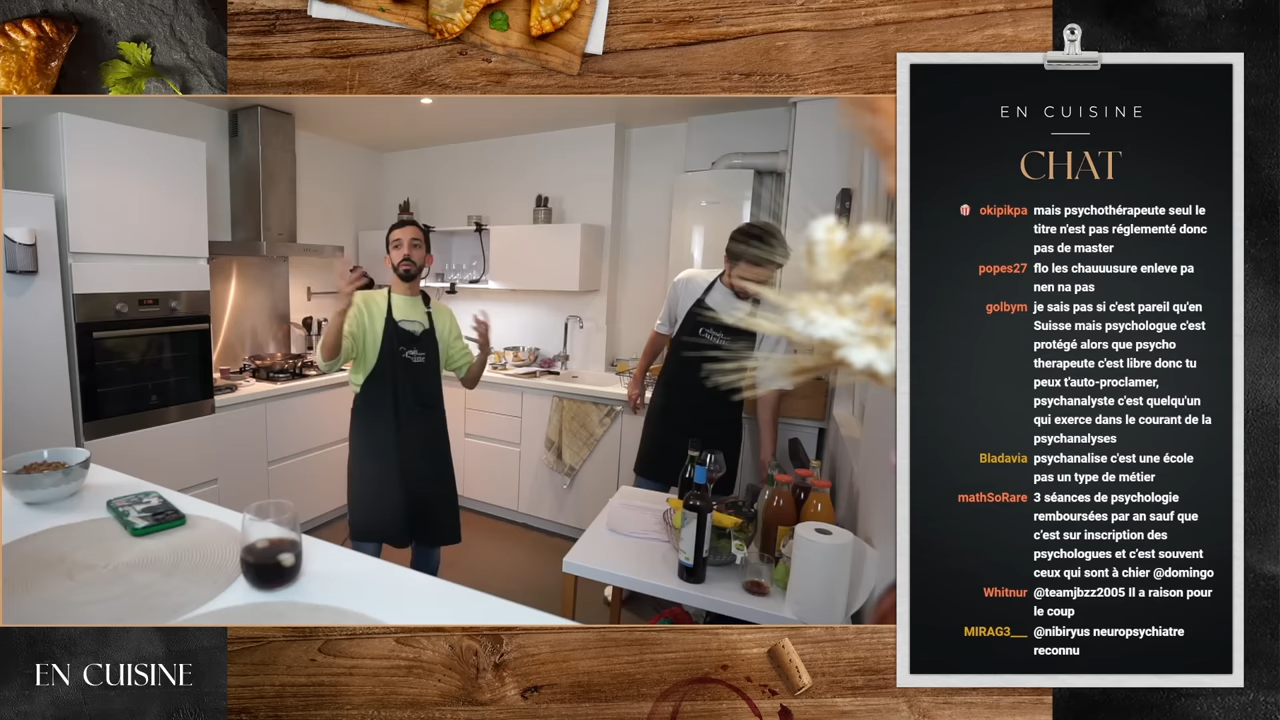 EN CUISINE
CHAT
okipikpa mais psychothérapeute seul le
titre n'est pas réglementé donc
pas de master
popes27 flo les chauuusure enleve pa
nen na pas
golbym je sais pas si c'est pareil qu'en
Suisse mais psychologue c'est
protégé alors que psycho
therapeute c'est libre donc tu
peux t'auto-proclamer,
psychanalyste c'est quelqu'un
qui exerce dans le courant de la
psychanalyses
Bladavia psychanalise c'est une école
pas un type de métier
mathSoRare 3 séances de psychologie
remboursées par an sauf que
c'est sur inscription des
psychologues et c'est souvent
ceux qui sont à chier @domingo
Whitnur @teamjbzz2005 Il a raison pour
le coup
MIRAG3__ @nibiryus neuropsychiatre
reconnu
EN CUISINE